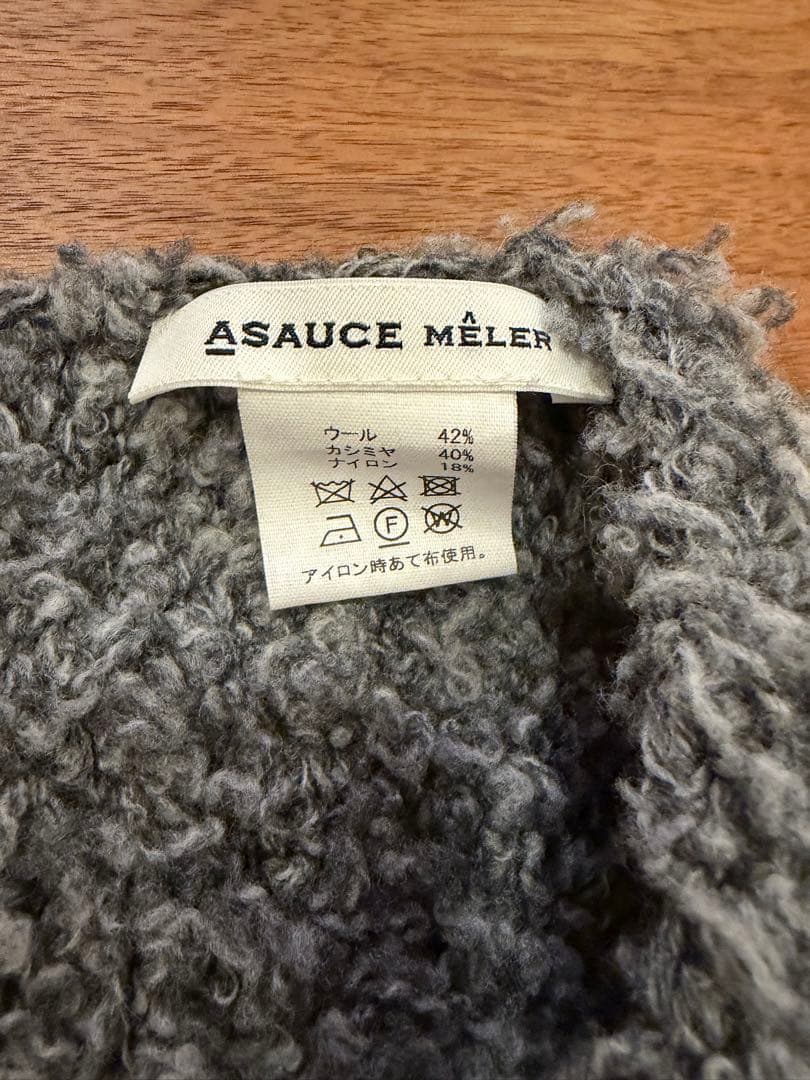 ASAUCE MÊLER
ウール 42%
カシミヤ 40%
ナイロン 18%
F W
アイロン時あて布使用。